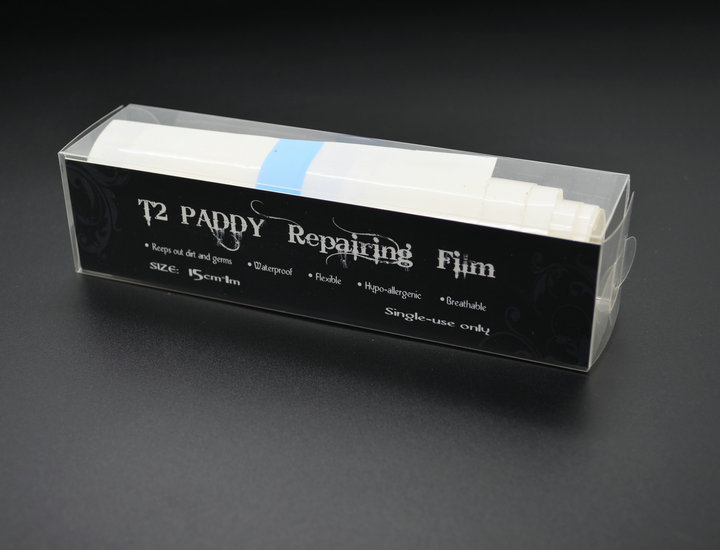 T2 PADDY Repairing Film
• Keeps out dirt and germs • Waterproof • Flexible • Hypo-allergenic • Breathable
SIZE: 15cm*1m
Single-use only